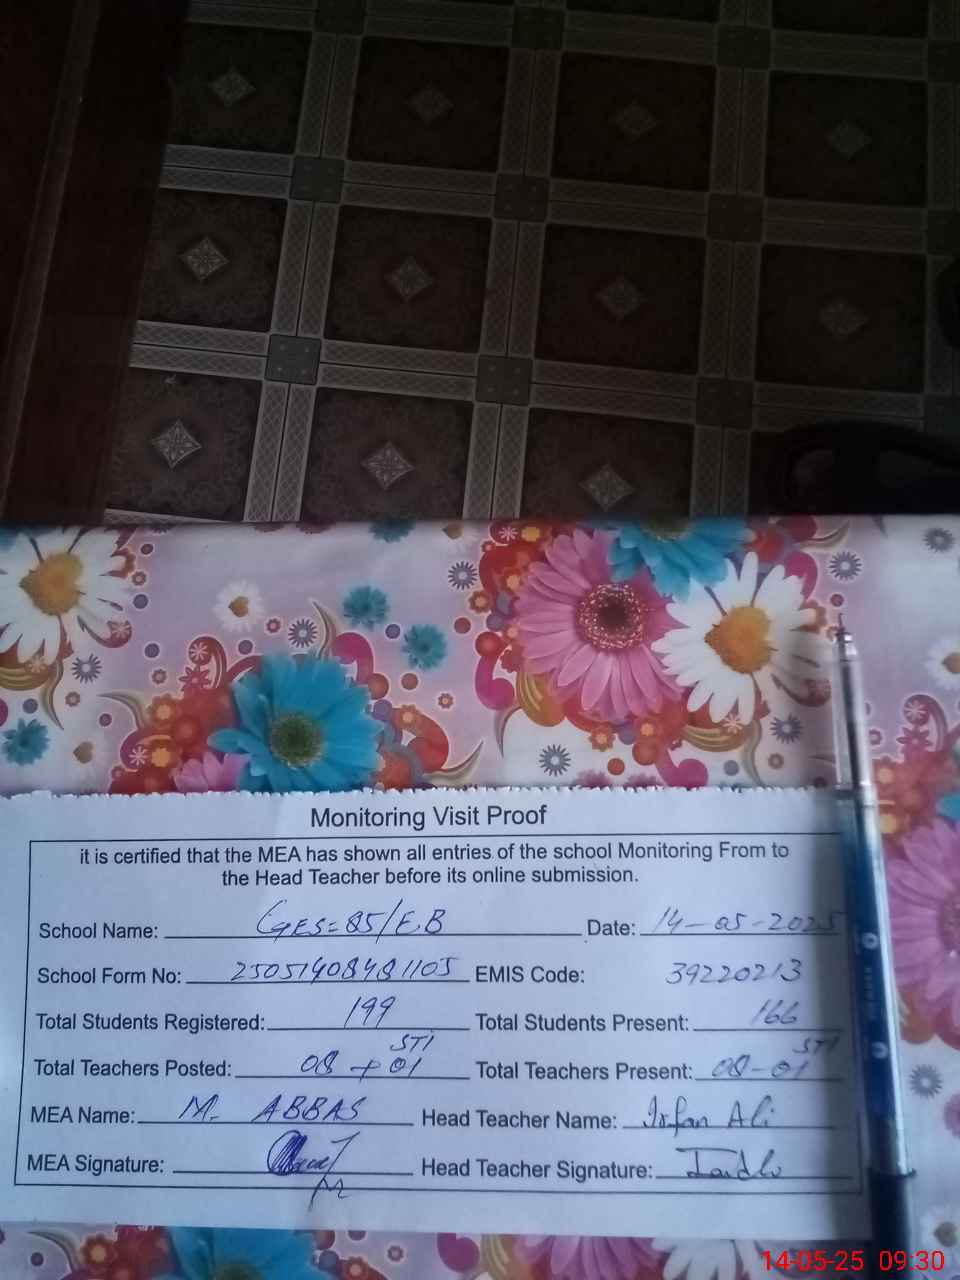 Monitoring Visit Proof
it is certified that the MEA has shown all entries of the school Monitoring From to
the Head Teacher before its online submission.
School Name: GES=85/E.B Date: 14-05-2025
School Form No: 25051408481105 EMIS Code: 39220213
Total Students Registered: 199 Total Students Present: 166
STI STI
Total Teachers Posted: 08 + 01 Total Teachers Present: 08-01
MEA Name: M. ABBAS Head Teacher Name: Irfan Ali
MEA Signature: Head Teacher Signature:
14-05-25 09:30